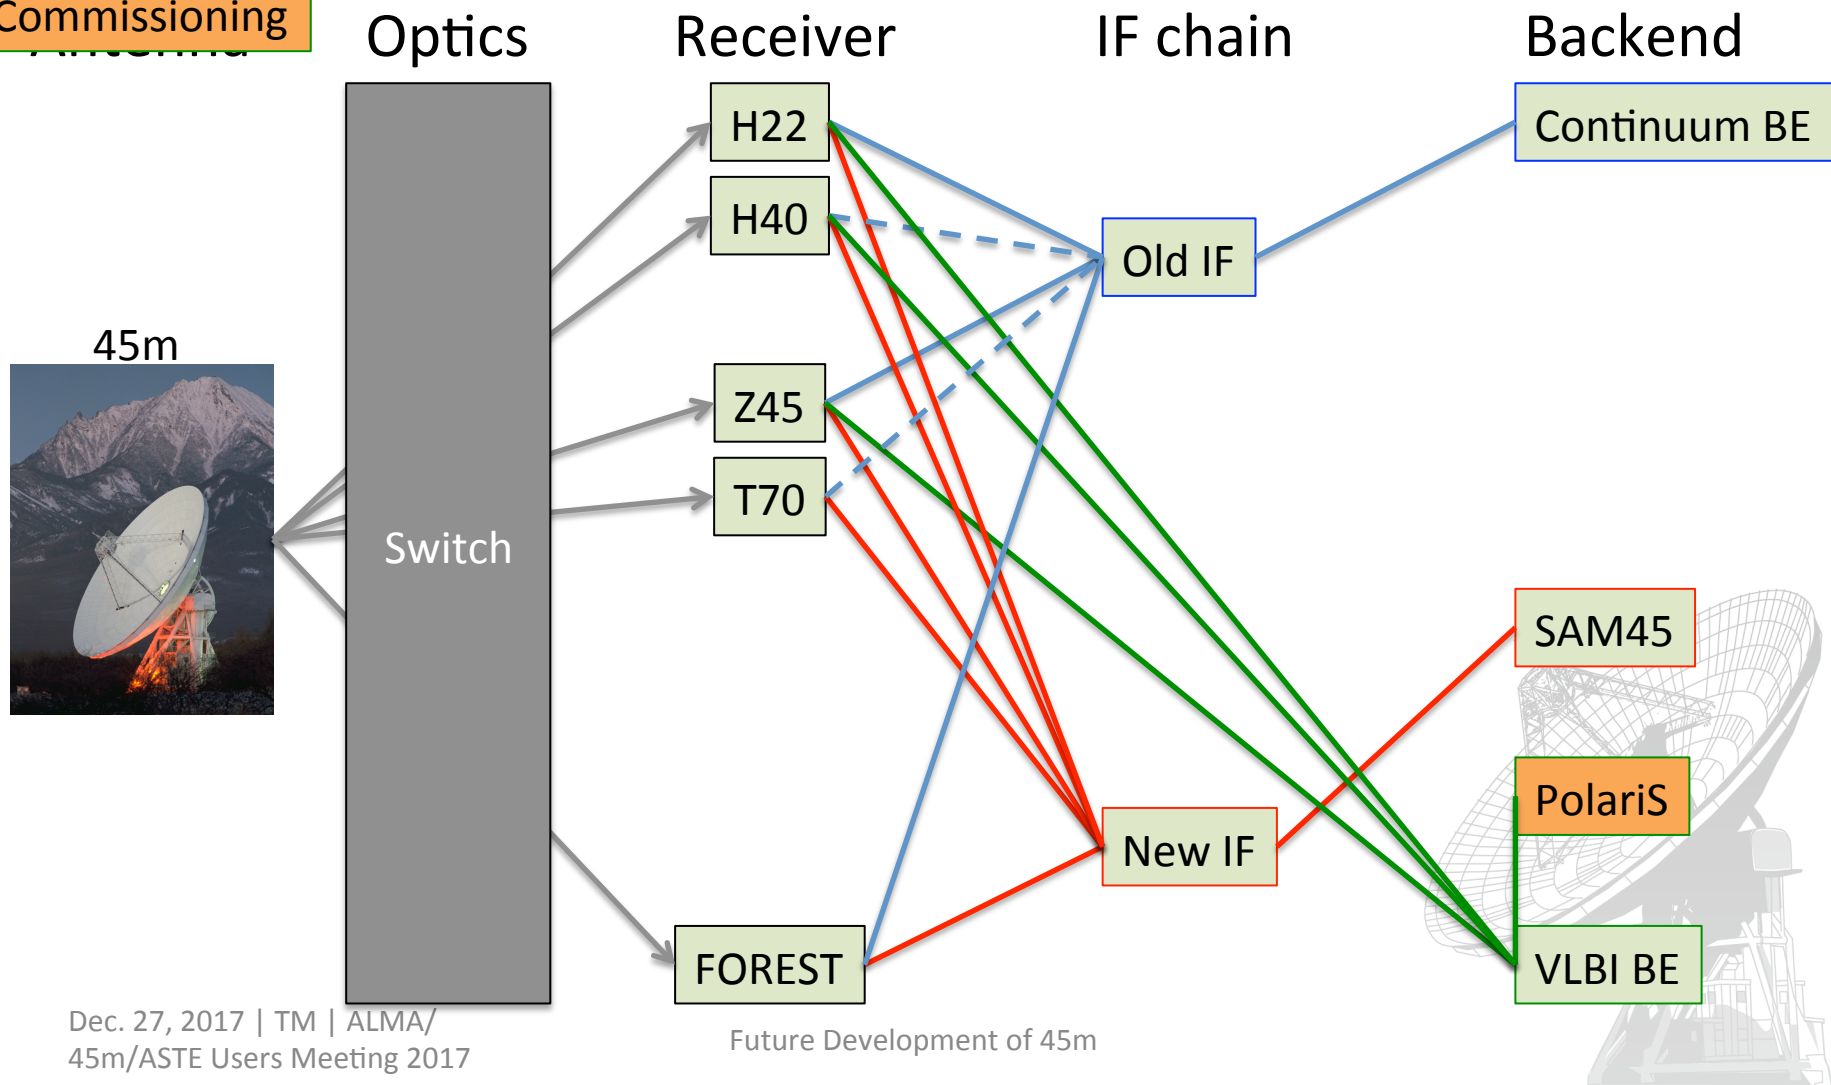 Commissioning
Antenna
Optics
Receiver
IF chain
Backend
H22
Continuum BE
H40
Old IF
45m
Z45
T70
Switch
SAM45
PolariS
New IF
FOREST
VLBI BE
Dec. 27, 2017 | TM | ALMA/
45m/ASTE Users Meeting 2017
Future Development of 45m